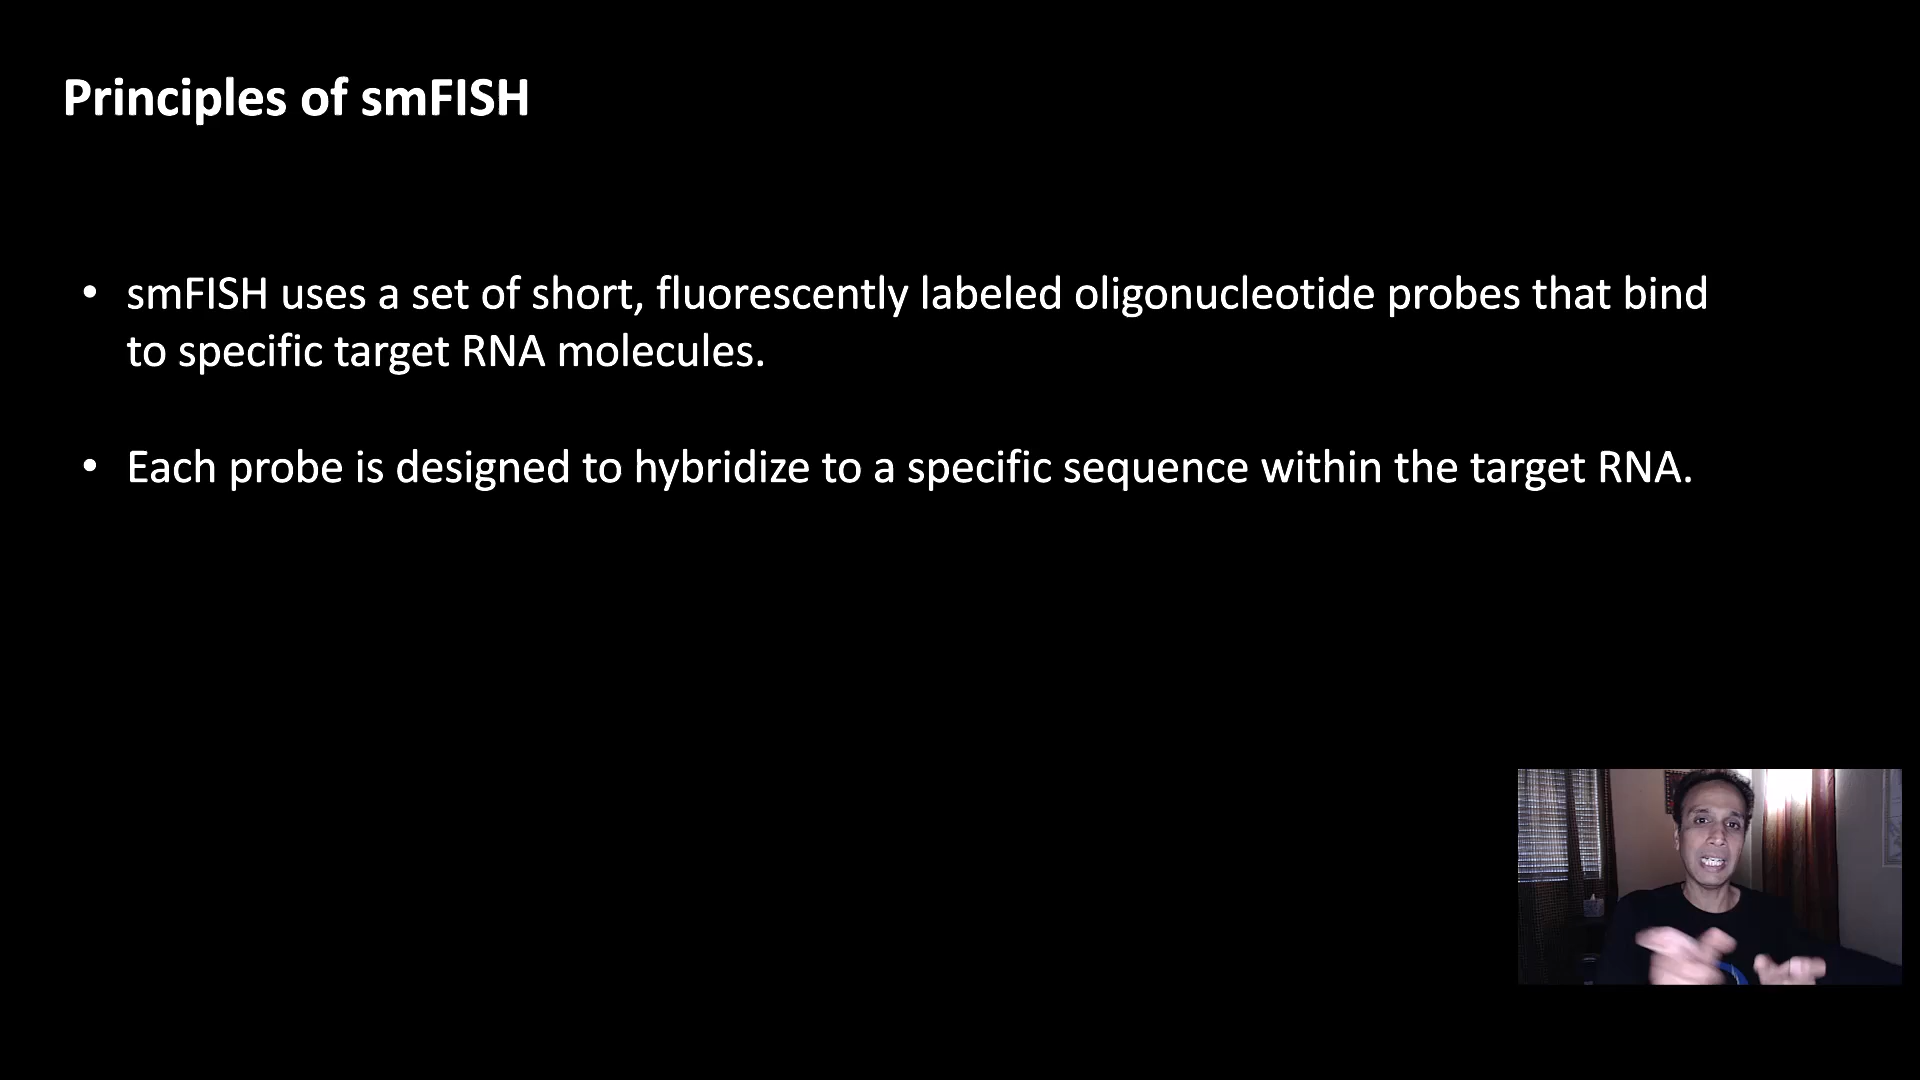 Principles of smFISH
• smFISH uses a set of short, fluorescently labeled oligonucleotide probes that bind
to specific target RNA molecules.
• Each probe is designed to hybridize to a specific sequence within the target RNA.